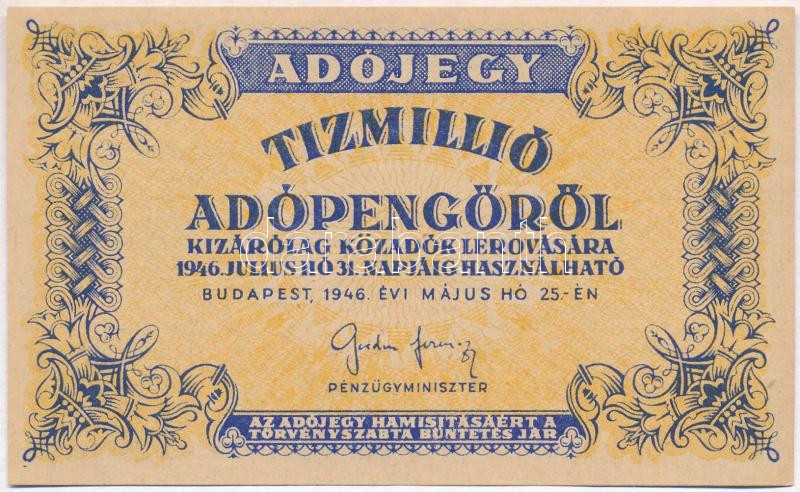 ADÓJEGY
TIZMILLIÓ
ADÓPENGŐRŐL
KIZÁRÓLAG KÖZADÓK LEROVÁSÁRA
1946. JULIUS HÓ 31. NAPJÁIG HASZNÁLHATÓ
BUDAPEST, 1946. ÉVI MÁJUS HÓ 25.-ÉN
PÉNZÜGYMINISZTER
AZ ADÓJEGY HAMISITÁSÁÉRT A
TÖRVÉNYSZABTA BÜNTETÉS JÁR
darabanth